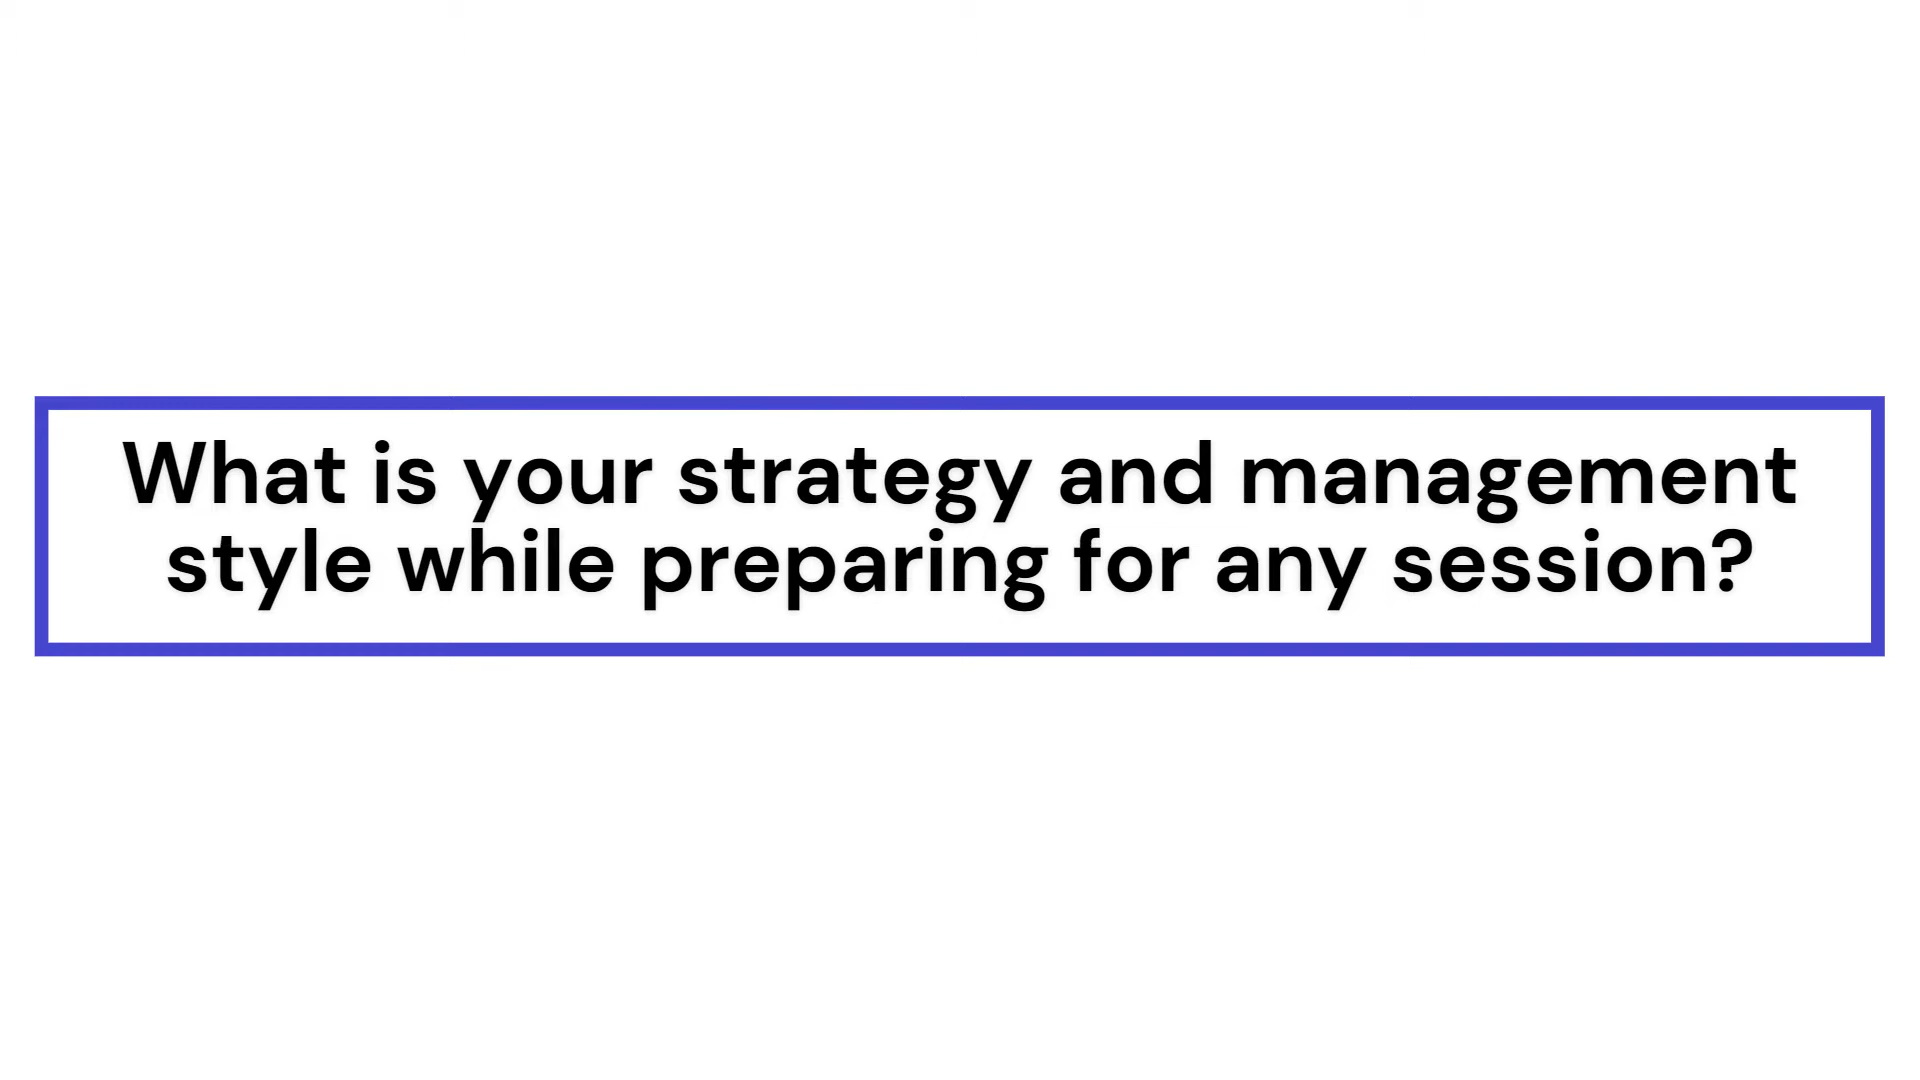 What is your strategy and management
style while preparing for any session?